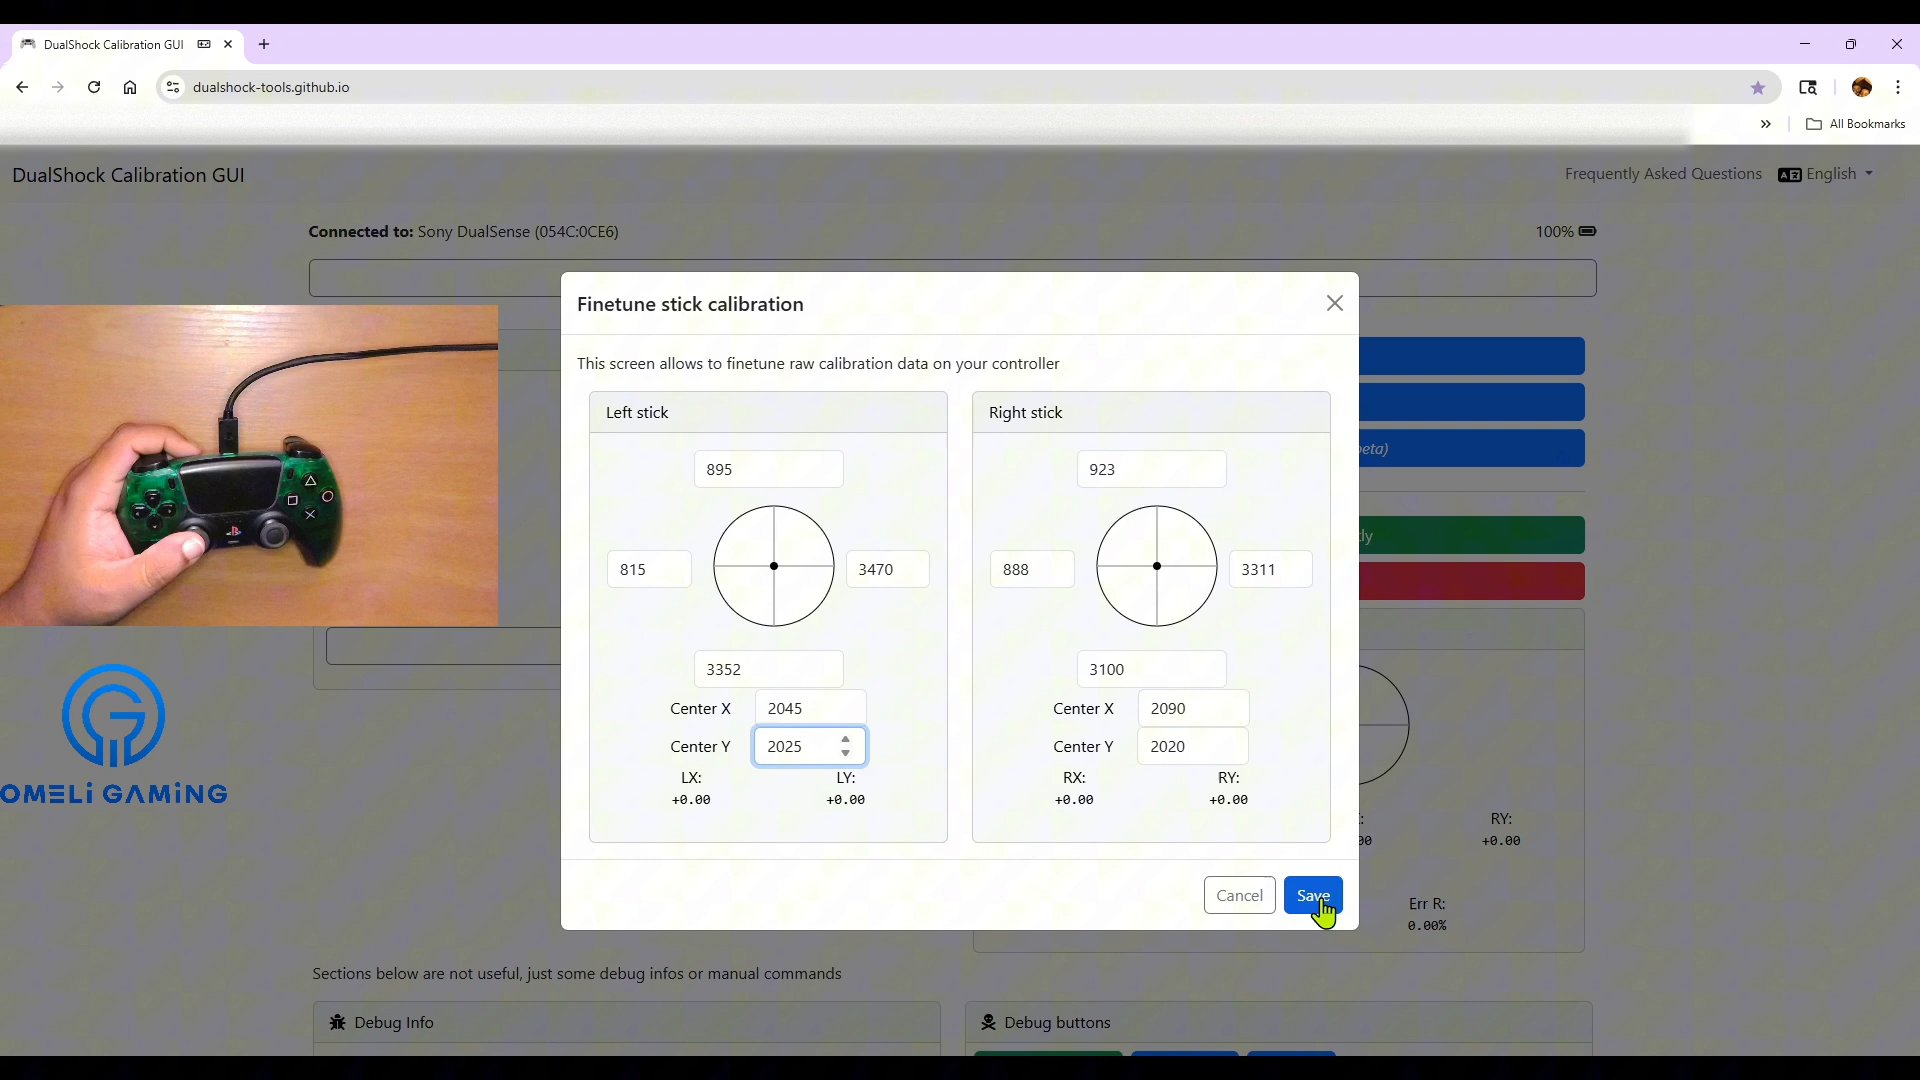 DualShock Calibration GUI
dualshock-tools.github.io
All Bookmarks
DualShock Calibration GUI
Frequently Asked Questions
English
Connected to: Sony DualSense (054C:0CE6)
100%
Finetune stick calibration
This screen allows to finetune raw calibration data on your controller
Left stick
895
815
3470
3352
Center X 2045
Center Y 2025
LX: LY:
+0.00 +0.00
Right stick
923
888
3311
3100
Center X 2090
Center Y 2020
RX: RY:
+0.00 +0.00
Cancel
Save
eta)
tly
RY:
+0.00
Err R:
0.00%
OMELi GAMiNG
Sections below are not useful, just some debug infos or manual commands
Debug Info
Debug buttons